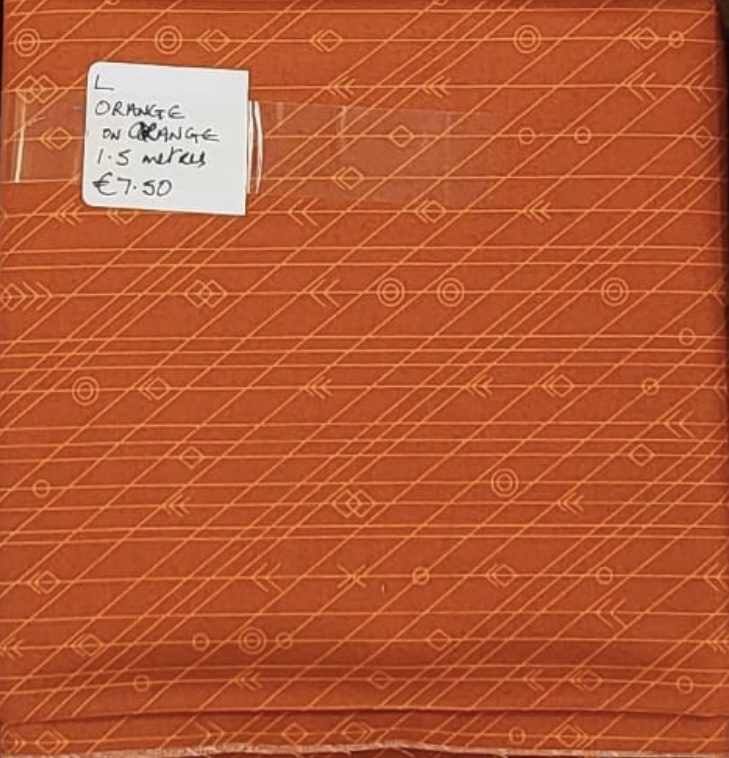 L
ORANGE
ON ORANGE
1.5 metres
€7.50